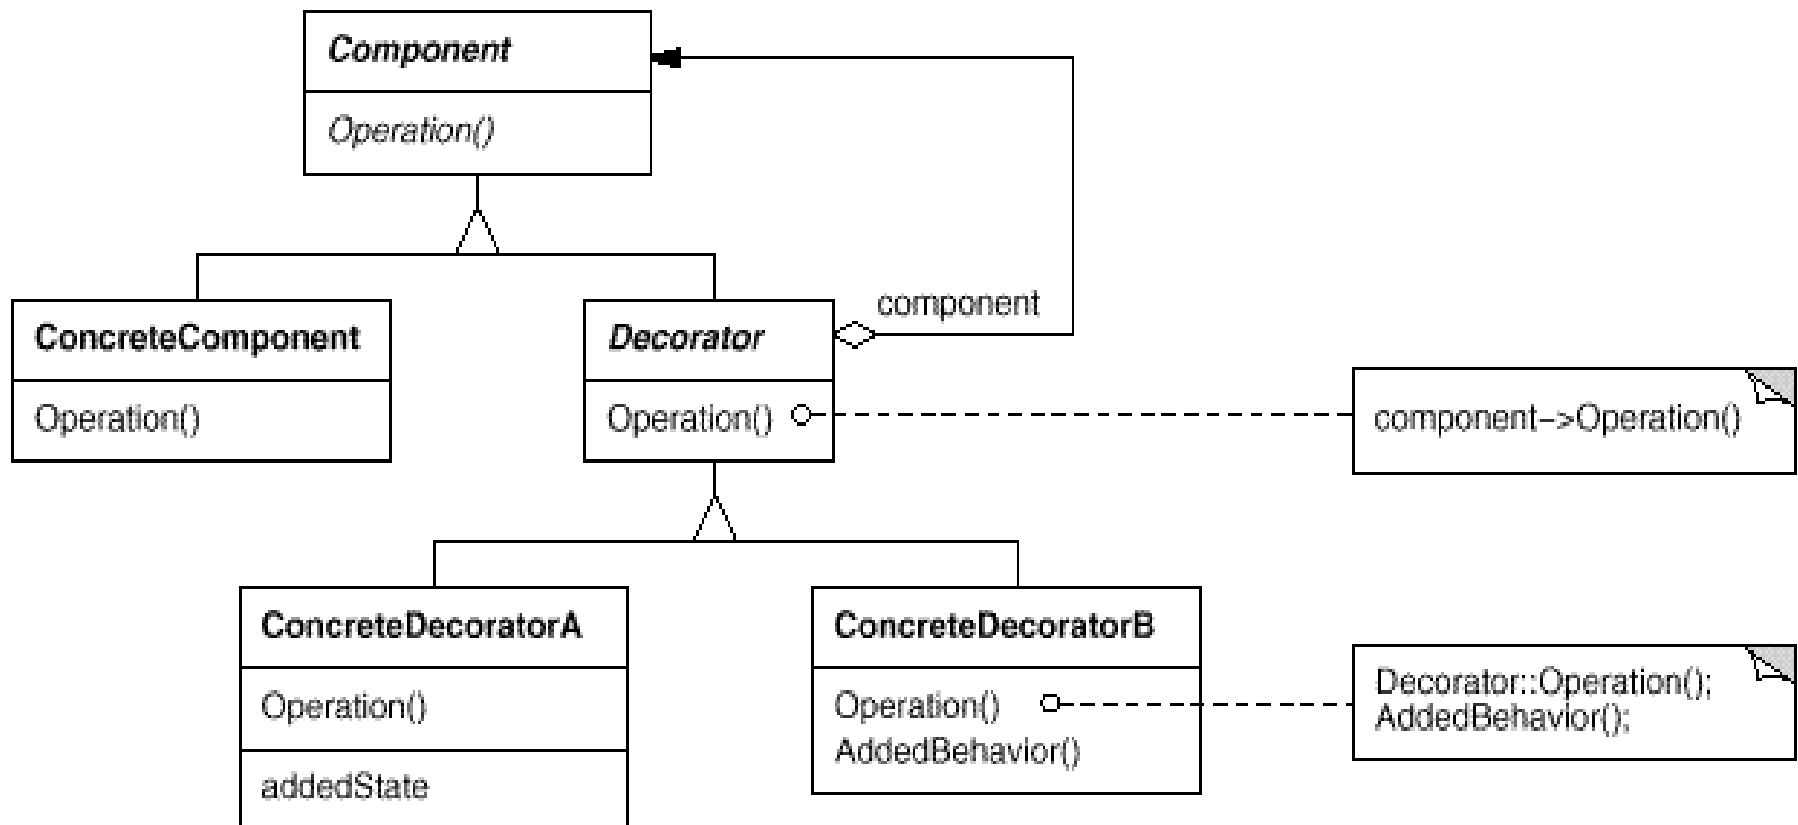 Component
Operation()
component
ConcreteComponent
Operation()
Decorator
Operation()
component–>Operation()
ConcreteDecoratorA
Operation()
addedState
ConcreteDecoratorB
Operation()
AddedBehavior()
Decorator::Operation();
AddedBehavior();